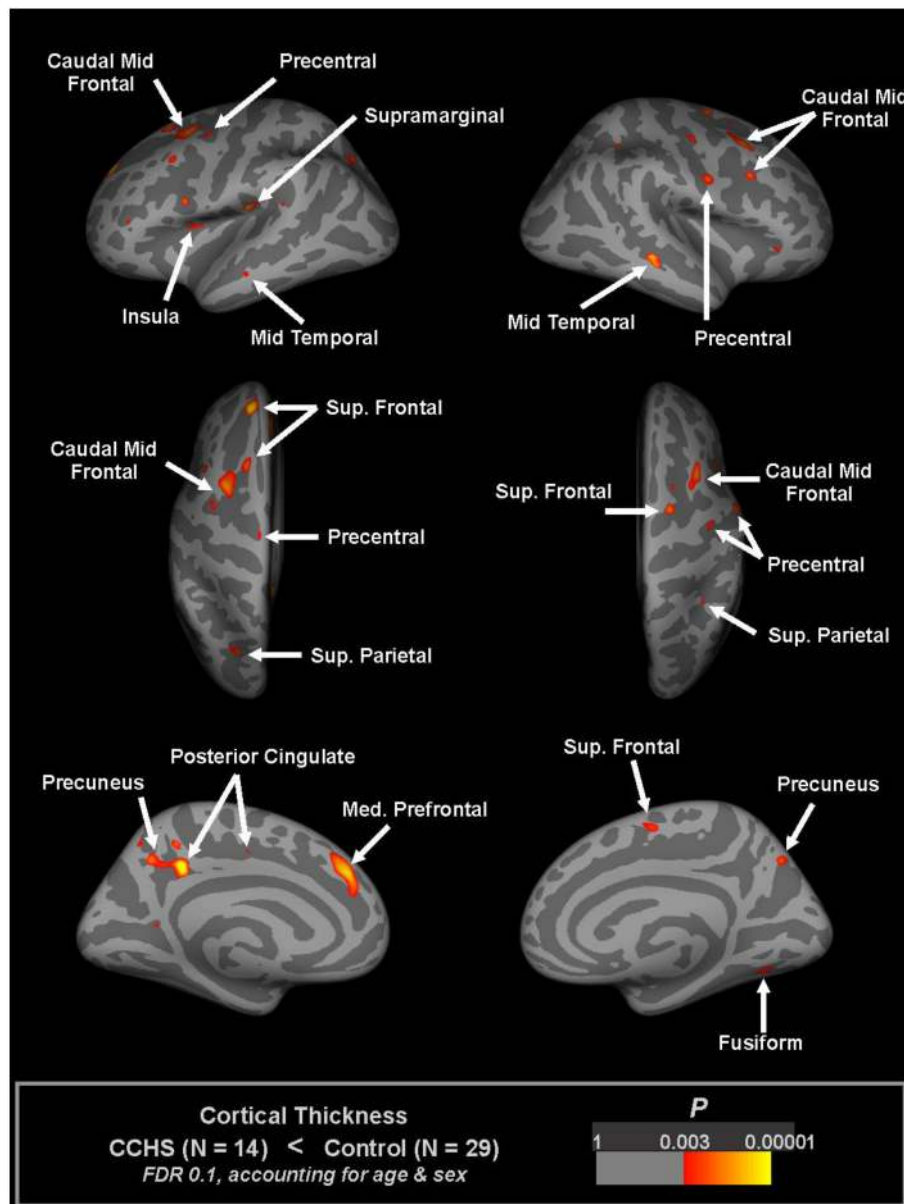 Caudal Mid
Frontal
Precentral
Supramarginal
Caudal Mid
Frontal
Insula
Mid Temporal
Mid Temporal
Precentral
Sup. Frontal
Caudal Mid
Frontal
Precentral
Sup. Parietal
Sup. Frontal
Caudal Mid
Frontal
Precentral
Sup. Parietal
Precuneus
Posterior Cingulate
Med. Prefrontal
Sup. Frontal
Precuneus
Fusiform
Cortical Thickness
CCHS (N = 14) < Control (N = 29)
FDR 0.1, accounting for age & sex
P
1 0.003 0.00001